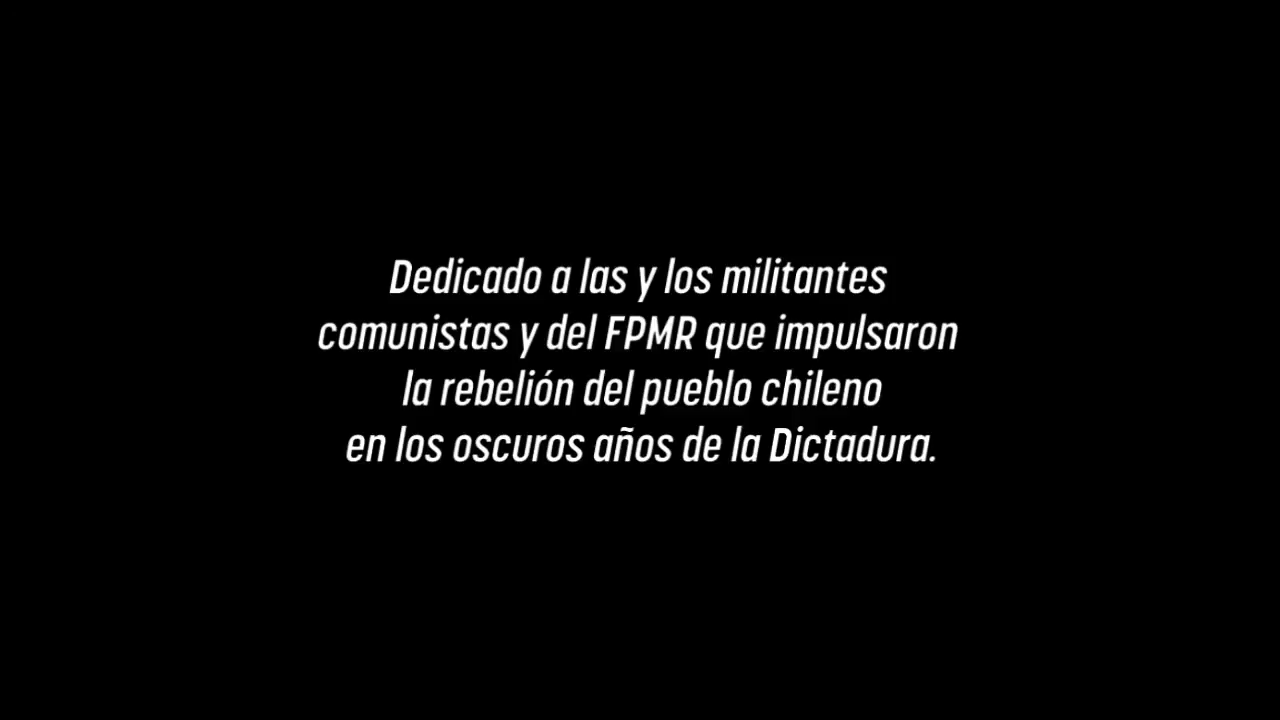 Dedicado a las y los militantes
comunistas y del FPMR que impulsaron
la rebelión del pueblo chileno
en los oscuros años de la Dictadura.